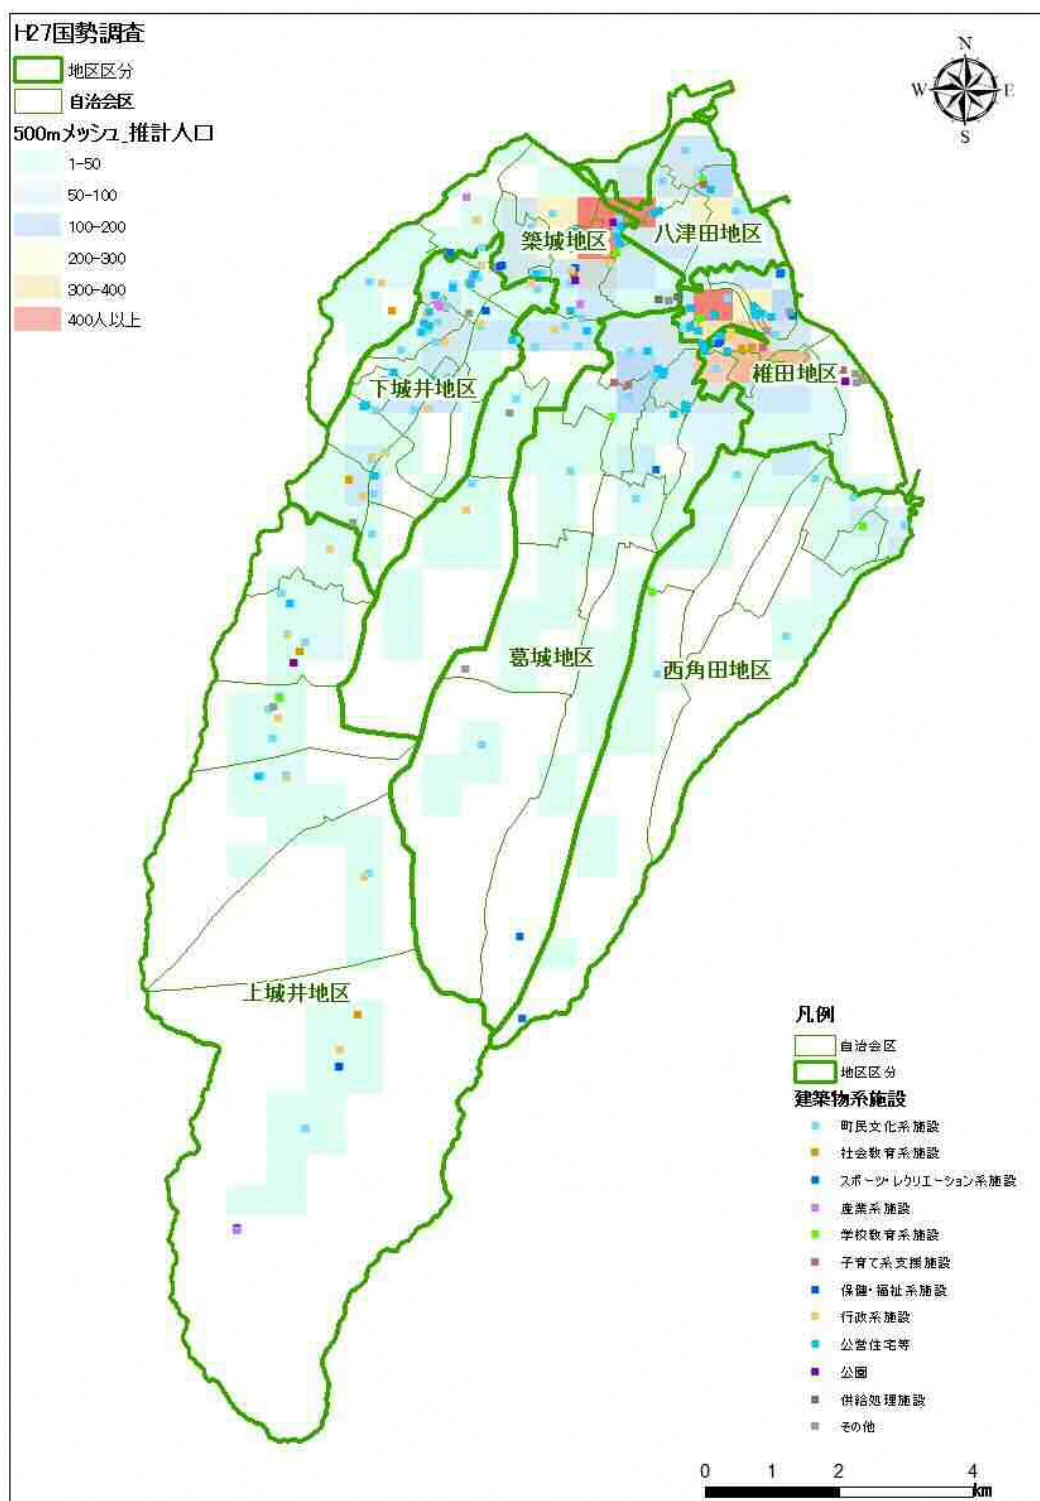 H27国勢調査
地区区分
自治会区
500mメッシュ_推計人口
1-50
50-100
100-200
200-300
300-400
400人以上
N
W E
S
築城地区
八津田地区
椎田地区
下城井地区
葛城地区
西角田地区
上城井地区
凡例
自治会区
地区区分
建築物系施設
町民文化系施設
社会教育系施設
スポーツ・レクリエーション系施設
産業系施設
学校教育系施設
子育て系支援施設
保健・福祉系施設
行政系施設
公営住宅等
公園
供給処理施設
その他
0 1 2 4
km